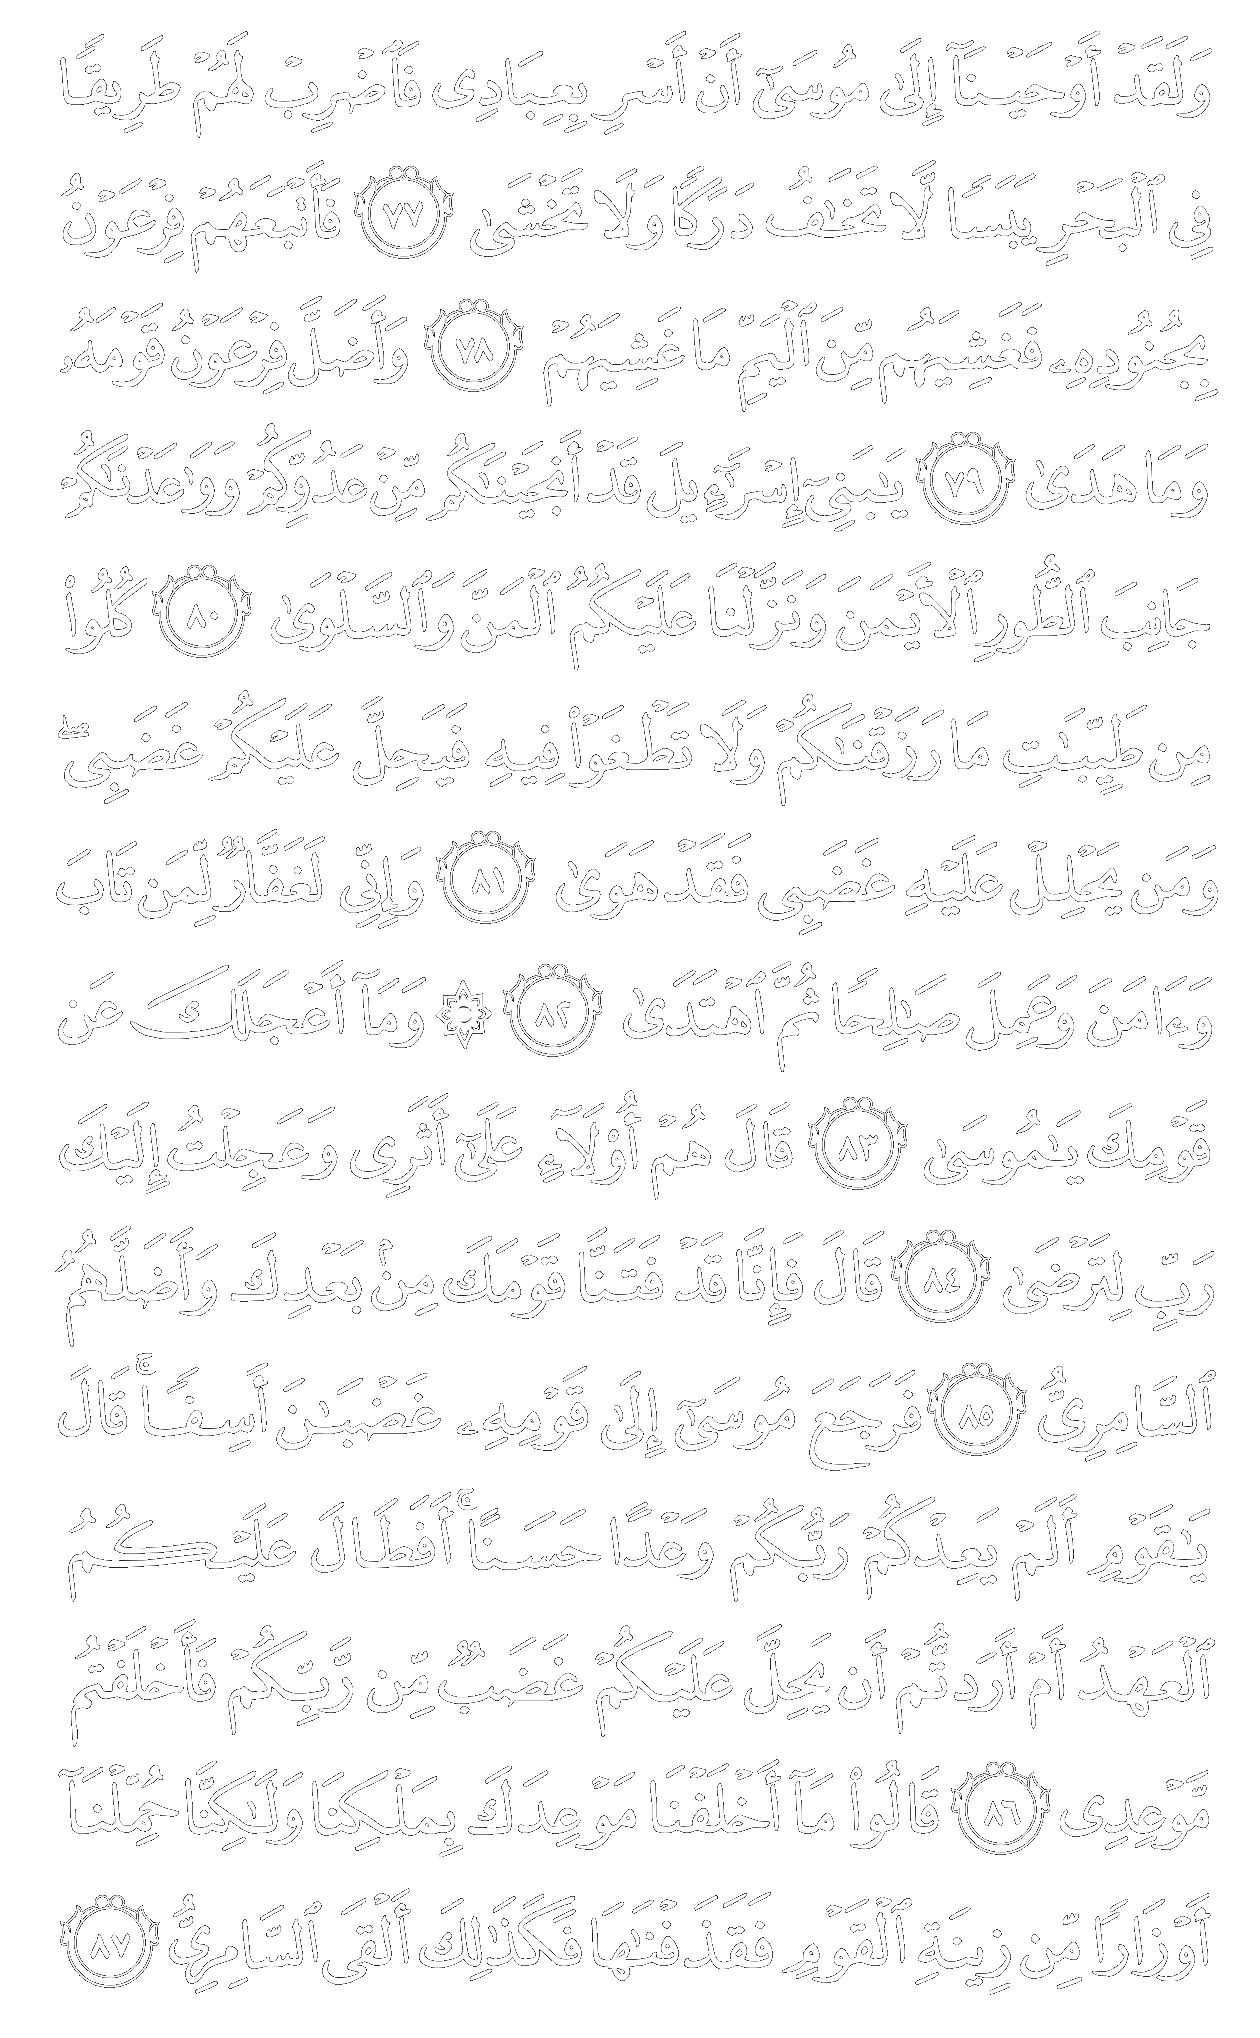 وَلَقَدْ أَوْحَيْنَآ إِلَىٰ مُوسَىٰٓ أَنْ أَسْرِ بِعِبَادِى فَٱضْرِبْ لَهُمْ طَرِيقًا
فِى ٱلْبَحْرِ يَبَسًا لَّا تَخَٰفُ دَرَكًا وَلَا تَخْشَىٰ ٧٧ فَأَتْبَعَهُمْ فِرْعَوْنُ
بِجُنُودِهِۦ فَغَشِيَهُم مِّنَ ٱلْيَمِّ مَا غَشِيَهُمْ ٧٨ وَأَضَلَّ فِرْعَوْنُ قَوْمَهُۥ
وَمَا هَدَىٰ ٧٩ يَٰبَنِىٓ إِسْرَٰٓءِيلَ قَدْ أَنجَيْنَٰكُم مِّنْ عَدُوِّكُمْ وَوَٰعَدْنَٰكُمْ
جَانِبَ ٱلطُّورِ ٱلْأَيْمَنَ وَنَزَّلْنَا عَلَيْكُمُ ٱلْمَنَّ وَٱلسَّلْوَىٰ ٨٠ كُلُوا۟
مِن طَيِّبَٰتِ مَا رَزَقْنَٰكُمْ وَلَا تَطْغَوْا۟ فِيهِ فَيَحِلَّ عَلَيْكُمْ غَضَبِى ۖ
وَمَن يَحْلِلْ عَلَيْهِ غَضَبِى فَقَدْ هَوَىٰ ٨١ وَإِنِّى لَغَفَّارٌ لِّمَن تَابَ
وَءَامَنَ وَعَمِلَ صَٰلِحًا ثُمَّ ٱهْتَدَىٰ ٨٢ ۞ وَمَآ أَعْجَلَكَ عَن
قَوْمِكَ يَٰمُوسَىٰ ٨٣ قَالَ هُمْ أُو۟لَآءِ عَلَىٰٓ أَثَرِى وَعَجِلْتُ إِلَيْكَ
رَبِّ لِتَرْضَىٰ ٨٤ قَالَ فَإِنَّا قَدْ فَتَنَّا قَوْمَكَ مِنۢ بَعْدِكَ وَأَضَلَّهُمُ
ٱلسَّامِرِىُّ ٨٥ فَرَجَعَ مُوسَىٰٓ إِلَىٰ قَوْمِهِۦ غَضْبَٰنَ أَسِفًا ۚ قَالَ
يَٰقَوْمِ أَلَمْ يَعِدْكُمْ رَبُّكُمْ وَعْدًا حَسَنًا ۚ أَفَطَالَ عَلَيْكُمُ
ٱلْعَهْدُ أَمْ أَرَدتُّمْ أَن يَحِلَّ عَلَيْكُمْ غَضَبٌ مِّن رَّبِّكُمْ فَأَخْلَفْتُم
مَّوْعِدِى ٨٦ قَالُوا۟ مَآ أَخْلَفْنَا مَوْعِدَكَ بِمَلْكِنَا وَلَٰكِنَّا حُمِّلْنَآ
أَوْزَارًا مِّن زِينَةِ ٱلْقَوْمِ فَقَذَفْنَٰهَا فَكَذَٰلِكَ أَلْقَى ٱلسَّامِرِىُّ ٨٧